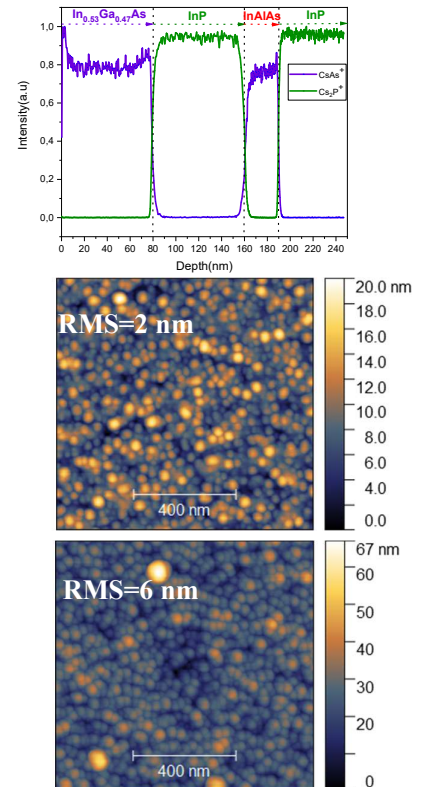 In0.53Ga0.47As InP InAlAs InP
1,0
0,8
0,6
0,4
0,2
0,0
Intensity(a.u)
CsAs+
Cs2P+
0 20 40 60 80 100 120 140 160 180 200 220 240
Depth(nm)
RMS=2 nm
400 nm
20.0 nm
18.0
16.0
14.0
12.0
10.0
8.0
6.0
4.0
0.0
RMS=6 nm
400 nm
67 nm
60
50
40
30
20
0